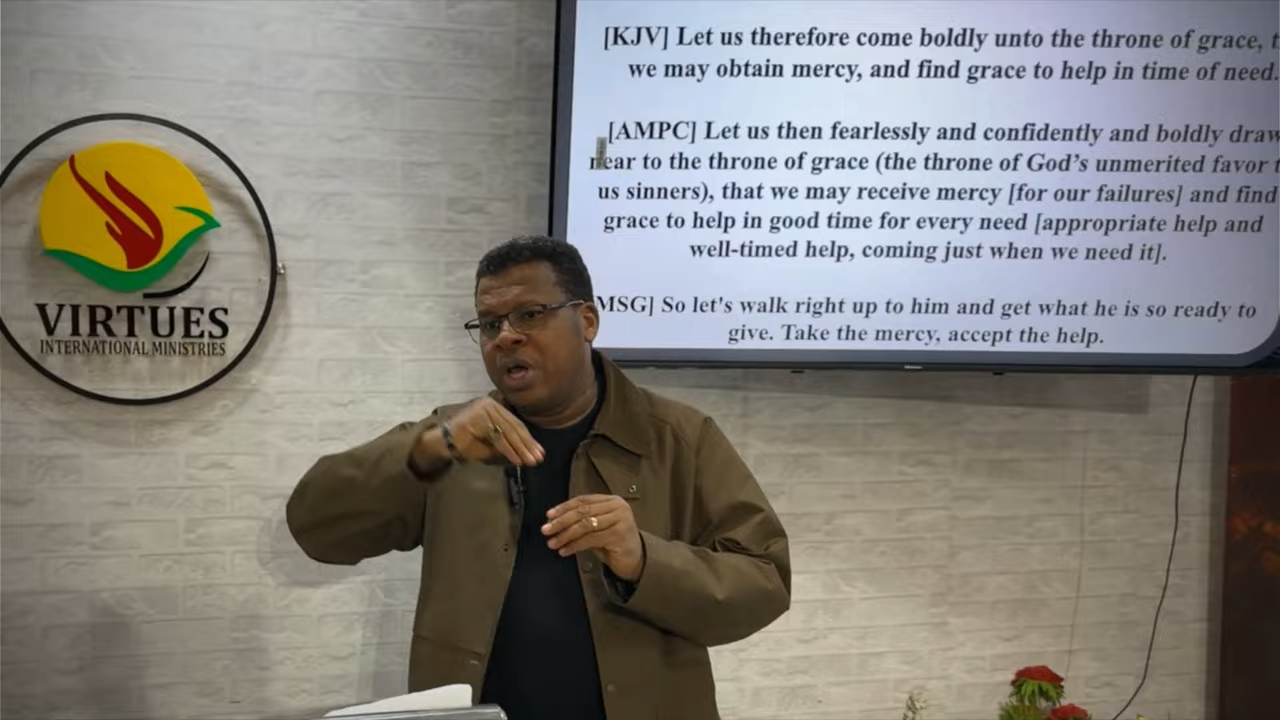 VIRTUES
INTERNATIONAL MINISTRIES
[KJV] Let us therefore come boldly unto the throne of grace,
we may obtain mercy, and find grace to help in time of need.
[AMPC] Let us then fearlessly and confidently and boldly draw
near to the throne of grace (the throne of God’s unmerited favor
us sinners), that we may receive mercy [for our failures] and find
grace to help in good time for every need [appropriate help and
well-timed help, coming just when we need it].
MSG] So let's walk right up to him and get what he is so ready to
give. Take the mercy, accept the help.